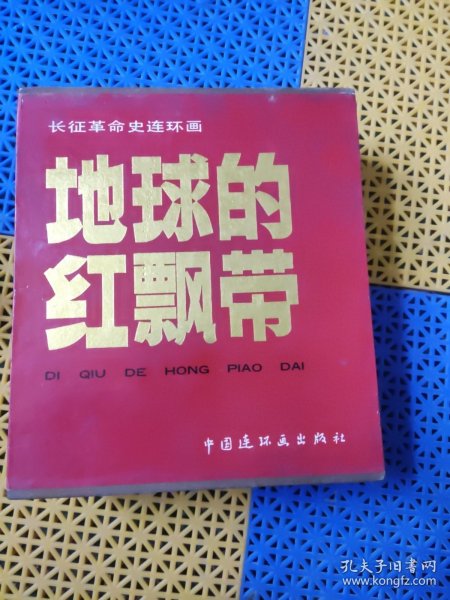 长征革命史连环画
地球的
红飘带
DI QIU DE HONG PIAO DAI
中国连环画出版社
孔夫子旧书网
www.kongfz.com